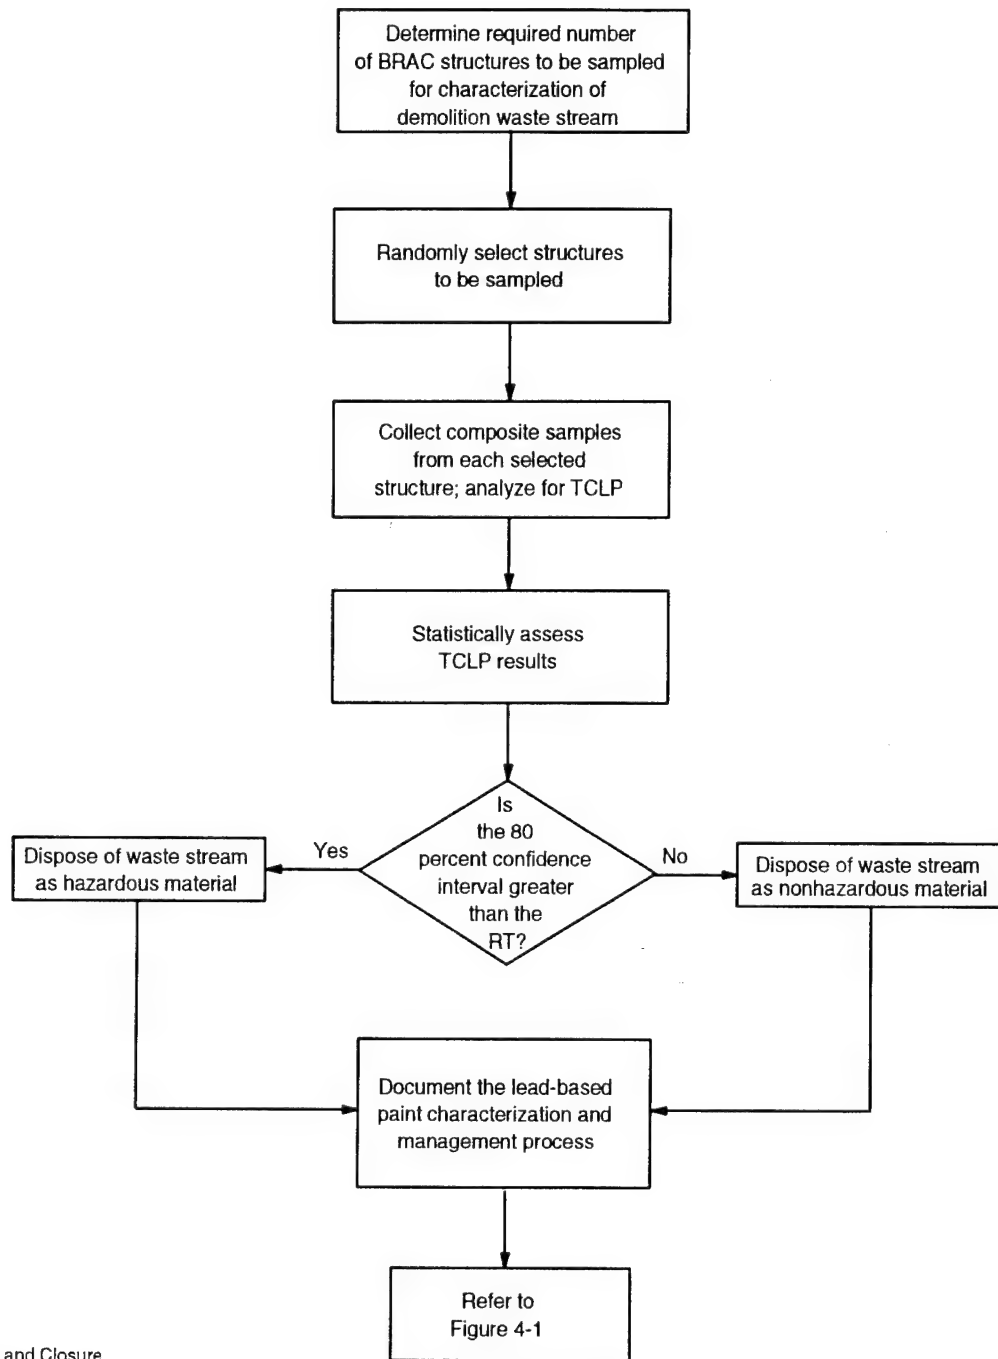 Determine required number
of BRAC structures to be sampled
for characterization of
demolition waste stream
Randomly select structures
to be sampled
Collect composite samples
from each selected
structure; analyze for TCLP
Statistically assess
TCLP results
Is
the 80
percent confidence
interval greater
than the
RT?
Yes
No
Dispose of waste stream
as hazardous material
Dispose of waste stream
as nonhazardous material
Document the lead-based
paint characterization and
management process
Refer to
Figure 4-1
and Closure